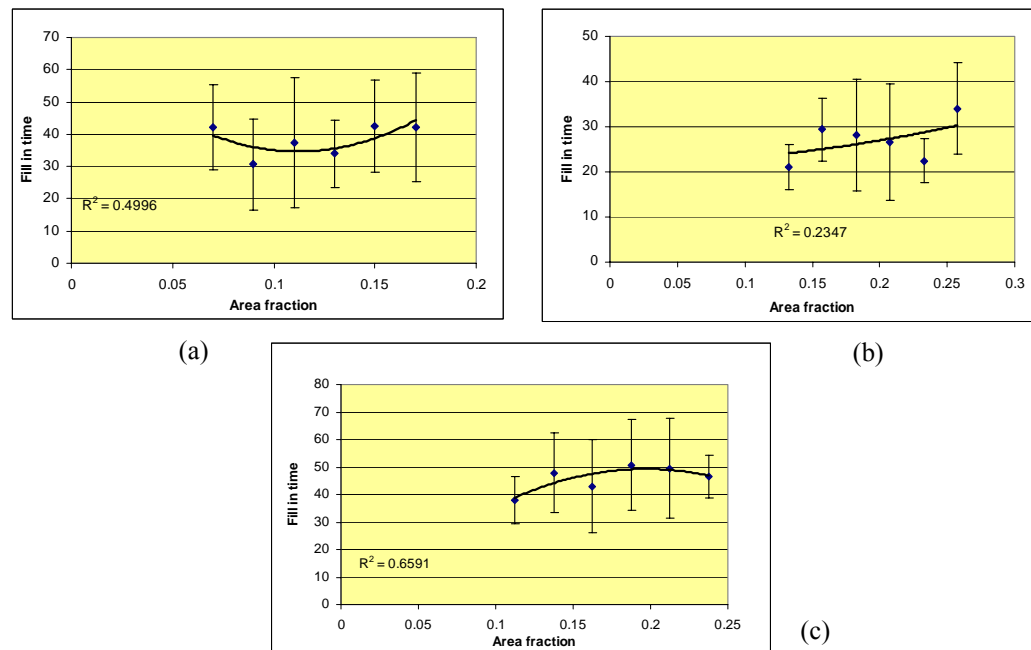 70
60
50
40
30
20
10
0
Fill in time
R² = 0.4996
0 0.05 0.1 0.15 0.2
Area fraction
(a)
50
40
30
20
10
0
Fill in time
R² = 0.2347
0 0.05 0.1 0.15 0.2 0.25 0.3
Area fraction
(b)
80
70
60
50
40
30
20
10
0
Fill in time
R² = 0.6591
0 0.05 0.1 0.15 0.2 0.25
Area fraction
(c)